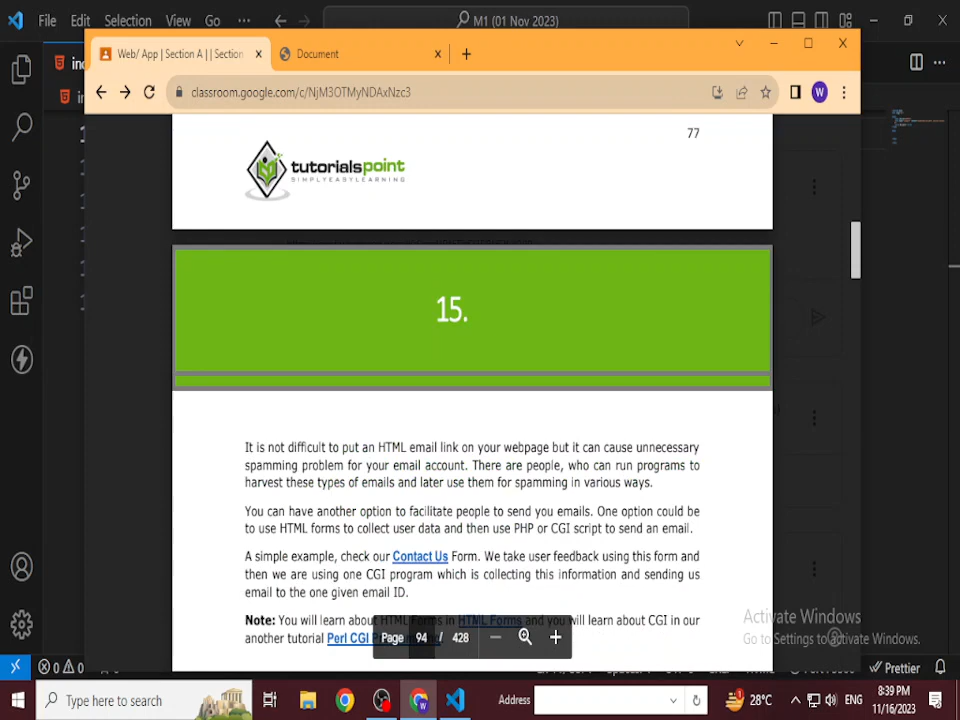 File Edit Selection View Go ··· M1 (01 Nov 2023)
Web/ App | Section A | | Section
Document
classroom.google.com/c/NjM3OTMyNDAxNzc3
W
77
tutorialspoint
SIMPLYEASYLEARNING
15.
It is not difficult to put an HTML email link on your webpage but it can cause unnecessary
spamming problem for your email account. There are people, who can run programs to
harvest these types of emails and later use them for spamming in various ways.
You can have another option to facilitate people to send you emails. One option could be
to use HTML forms to collect user data and then use PHP or CGI script to send an email.
A simple example, check our Contact Us Form. We take user feedback using this form and
then we are using one CGI program which is collecting this information and sending us
email to the one given email ID.
Note: You will learn about HTML Forms in HTML Forms and you will learn about CGI in our
another tutorial Perl CGI
Page 94 / 428
Activate Windows
Go to Settings to activate Windows.
0 0
Prettier
Type here to search
Address
28°C
ENG
8:39 PM
11/16/2023